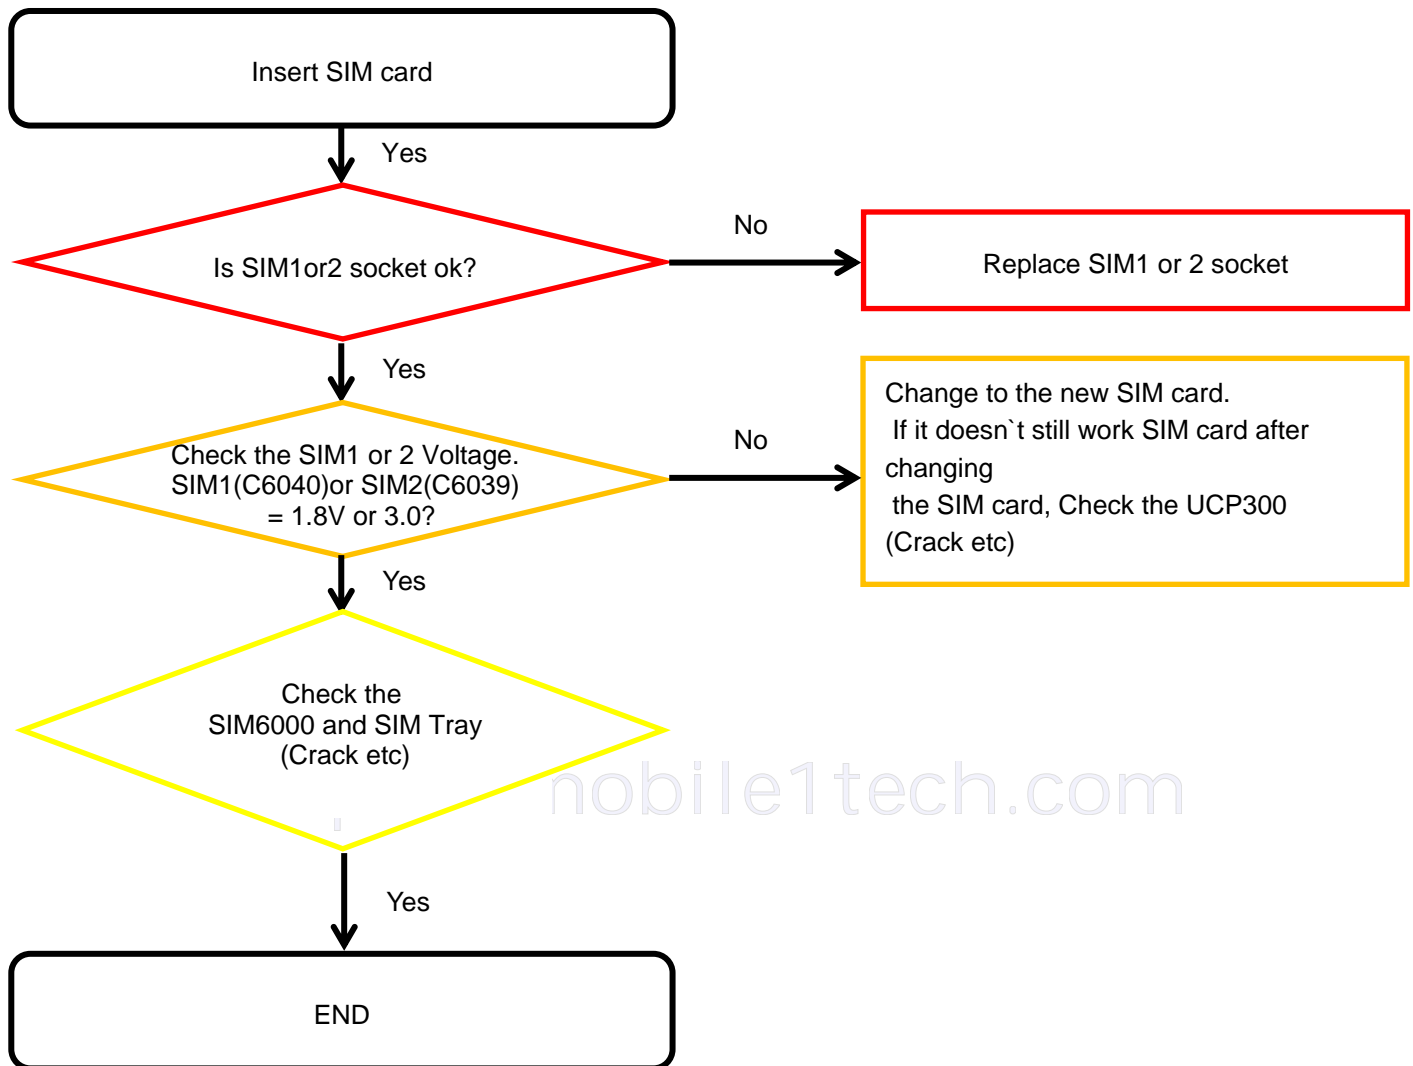 Insert SIM card
Yes
Is SIM1or2 socket ok?
No
Replace SIM1 or 2 socket
Yes
Check the SIM1 or 2 Voltage.
SIM1(C6040)or SIM2(C6039)
= 1.8V or 3.0?
No
Change to the new SIM card.
If it doesn`t still work SIM card after
changing
the SIM card, Check the UCP300
(Crack etc)
Yes
Check the
SIM6000 and SIM Tray
(Crack etc)
Yes
END